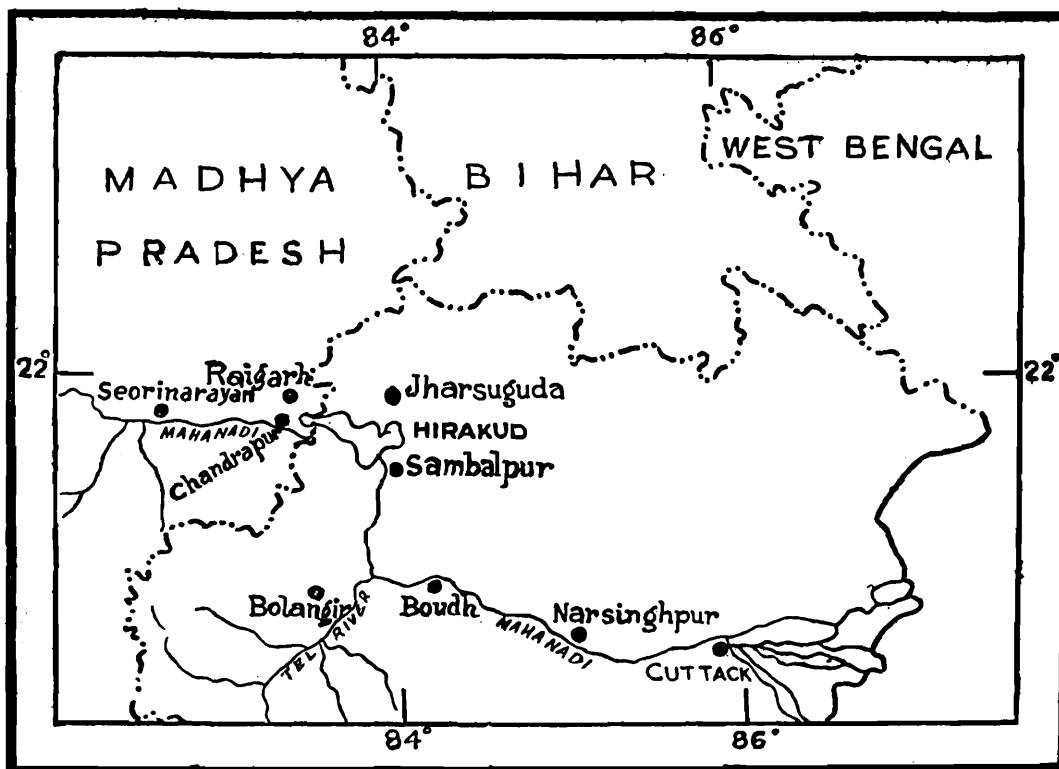 84° 86°
WEST BENGAL
MADHYA
PRADESH
BIHAR
22° 22°
Raigarh
Seorinarayan
Jharsuguda
MAHANADI
HIRAKUD
Chandrapur
Sambalpur
Bolangir
Boudh
TEL RIVER
MAHANADI
Narsinghpur
CUTTACK
84° 86°